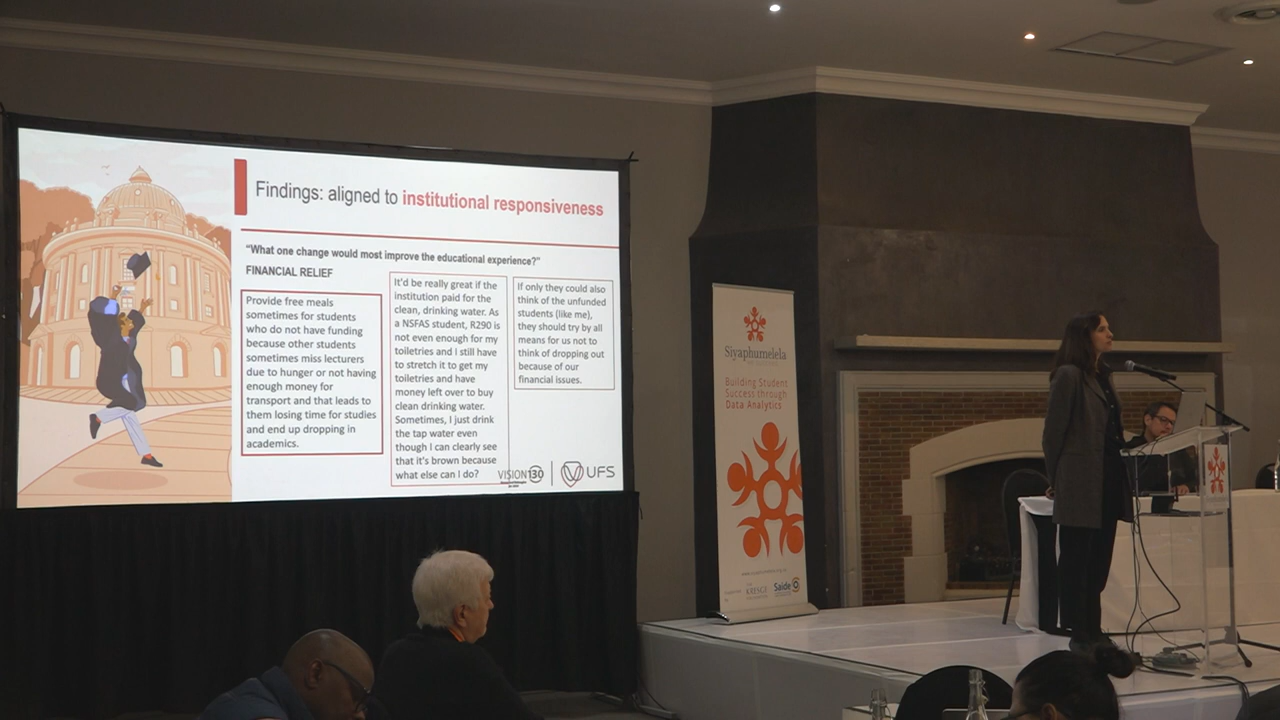 Findings: aligned to institutional responsiveness
"What one change would most improve the educational experience?"
FINANCIAL RELIEF
Provide free meals
sometimes for students
who do not have funding
because other students
sometimes miss lecturers
due to hunger or not having
enough money for
transport and that leads to
them losing time for studies
and end up dropping in
academics.
It'd be really great if the
institution paid for the
clean, drinking water. As
a NSFAS student, R290 is
not even enough for my
toiletries and I still have
to stretch it to get my
toiletries and have
money left over to buy
clean drinking water.
Sometimes, I just drink
the tap water even
though I can clearly see
that it's brown because
what else can I do?
If only they could also
think of the unfunded
students (like me),
they should try by all
means for us not to
think of dropping out
because of our
financial issues.
VISION130
UFS
Siyaphumelela
Building Student
Success through
Data Analytics
KRESGE
Saide